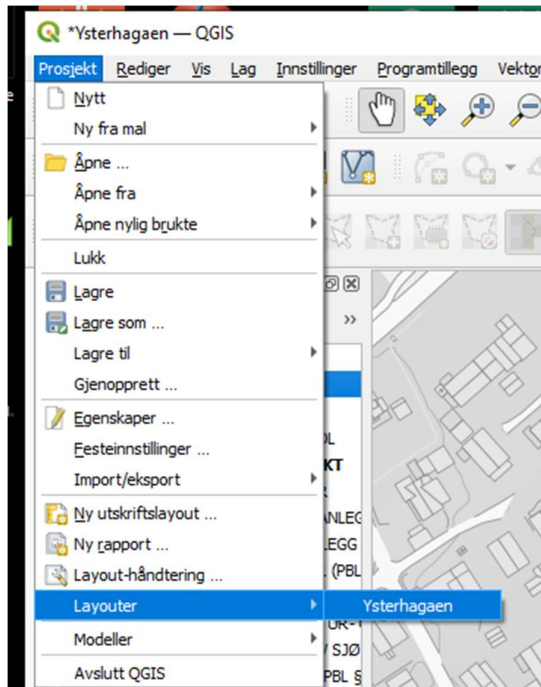 *Ysterhagaen — QGIS
Prosjekt Rediger Vis Lag Innstillinger Programtillegg
Nytt
Ny fra mal
Åpne ...
Åpne fra
Åpne nylig brukte
Lukk
Lagre
Lagre som ...
Lagre til
Gjenopprett ...
Egenskaper ...
Festeinnstillinger ...
Import/eksport
Ny utskriftslayout ...
Ny rapport ...
Layout-håndtering ...
Layouter
Ysterhagaen
Modeller
Avslutt QGIS